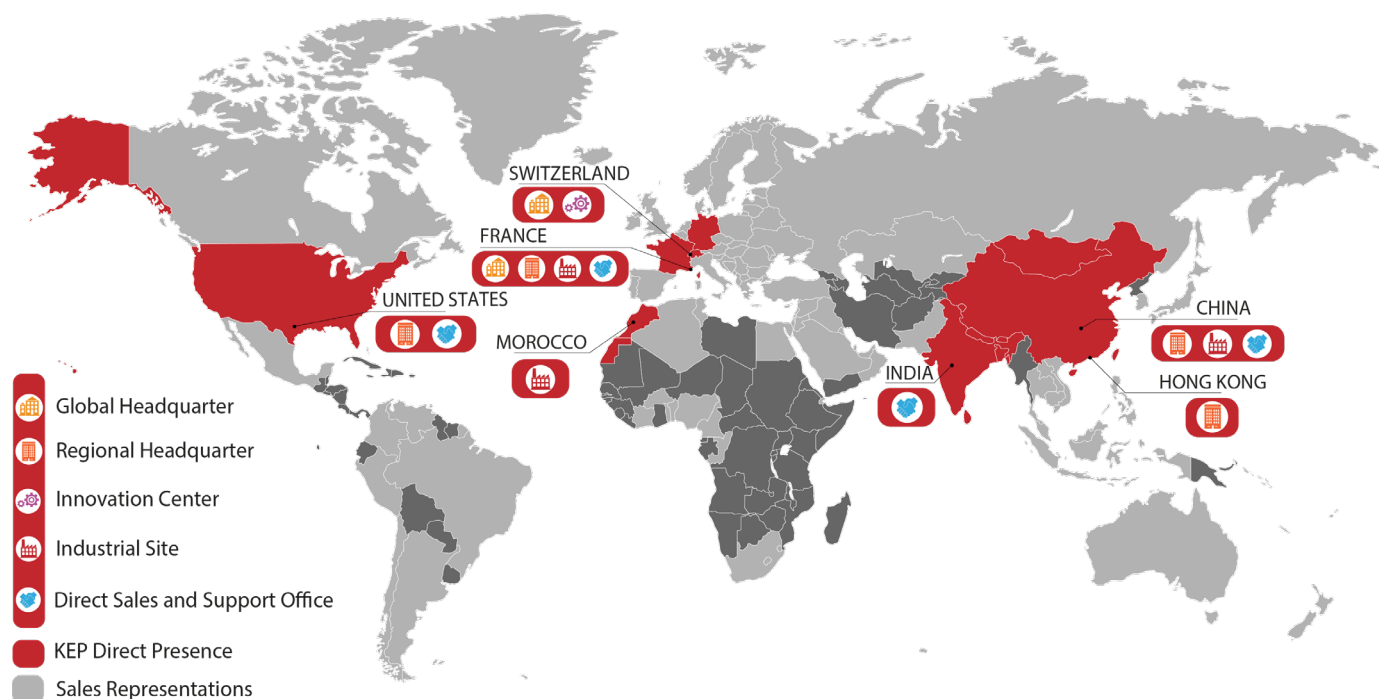 SWITZERLAND
FRANCE
UNITED STATES
MOROCCO
INDIA
CHINA
HONG KONG
Global Headquarter
Regional Headquarter
Innovation Center
Industrial Site
Direct Sales and Support Office
KEP Direct Presence
Sales Representations